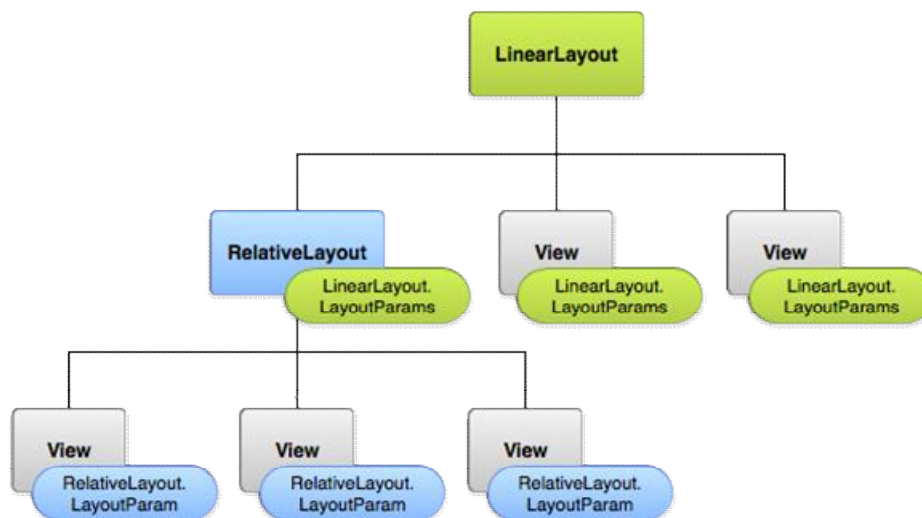 LinearLayout
RelativeLayout
LinearLayout.
LayoutParams
View
LinearLayout.
LayoutParams
View
LinearLayout.
LayoutParams
View
RelativeLayout.
LayoutParam
View
RelativeLayout.
LayoutParam
View
RelativeLayout.
LayoutParam